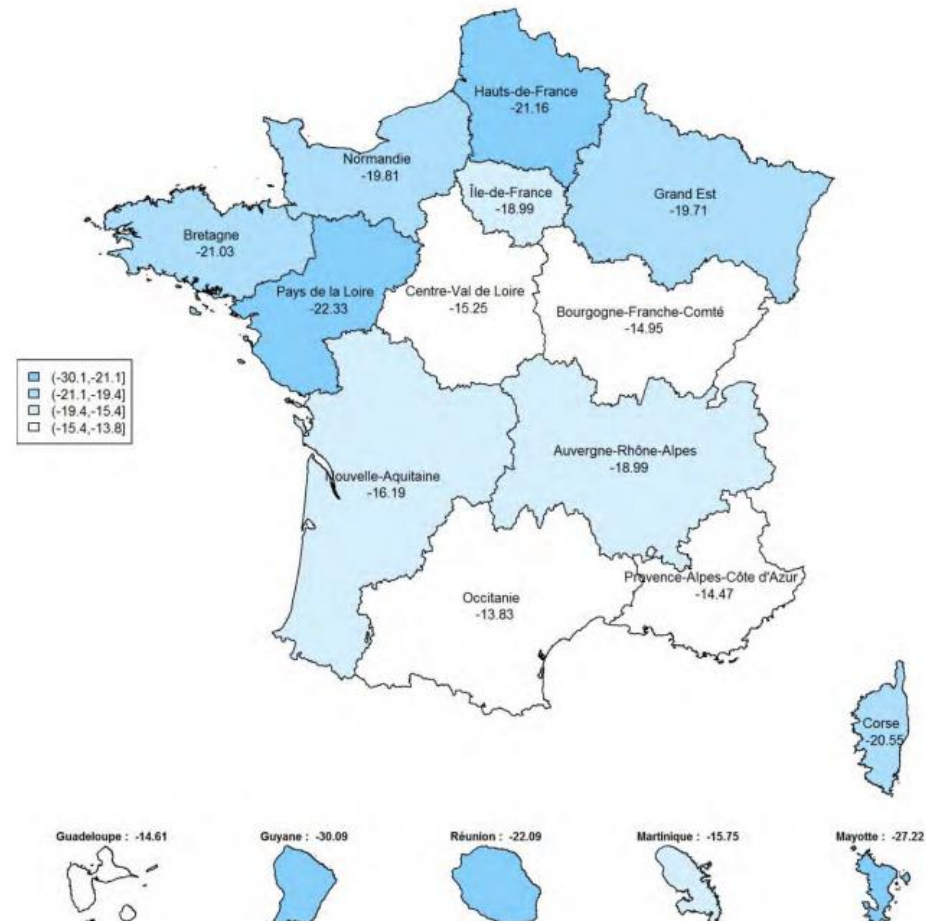 Hauts-de-France
-21.16
Normandie
-19.81
Île-de-France
-18.99
Grand Est
-19.71
Bretagne
-21.03
Pays de la Loire
-22.33
Centre-Val de Loire
-15.25
Bourgogne-Franche-Comté
-14.95
(-30.1,-21.1]
(-21.1,-19.4]
(-19.4,-15.4]
(-15.4,-13.8]
Auvergne-Rhône-Alpes
-18.99
Nouvelle-Aquitaine
-16.19
Provence-Alpes-Côte d'Azur
-14.47
Occitanie
-13.83
Corse
-20.55
Guadeloupe : -14.61
Guyane : -30.09
Réunion : -22.09
Martinique : -15.75
Mayotte : -27.22